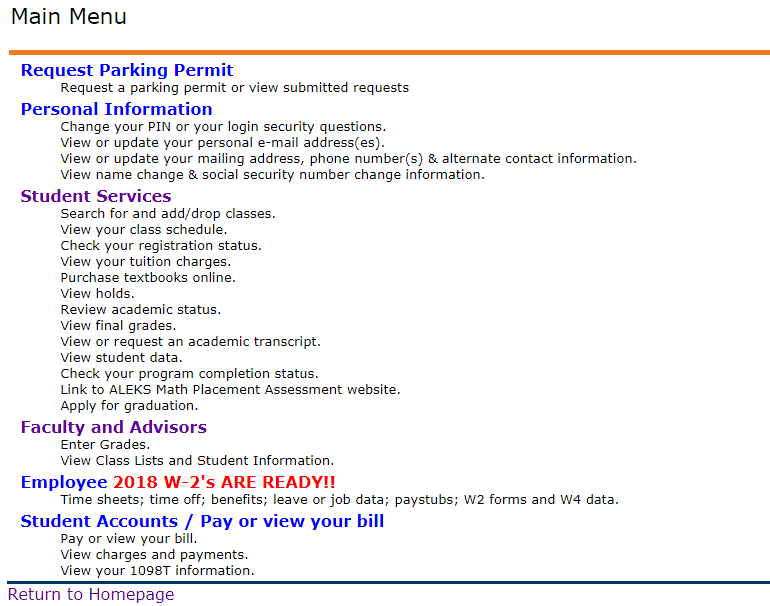 Main Menu
Request Parking Permit
Request a parking permit or view submitted requests
Personal Information
Change your PIN or your login security questions.
View or update your personal e-mail address(es).
View or update your mailing address, phone number(s) & alternate contact information.
View name change & social security number change information.
Student Services
Search for and add/drop classes.
View your class schedule.
Check your registration status.
View your tuition charges.
Purchase textbooks online.
View holds.
Review academic status.
View final grades.
View or request an academic transcript.
View student data.
Check your program completion status.
Link to ALEKS Math Placement Assessment website.
Apply for graduation.
Faculty and Advisors
Enter Grades.
View Class Lists and Student Information.
Employee 2018 W-2's ARE READY!!
Time sheets; time off; benefits; leave or job data; paystubs; W2 forms and W4 data.
Student Accounts / Pay or view your bill
Pay or view your bill.
View charges and payments.
View your 1098T information.
Return to Homepage